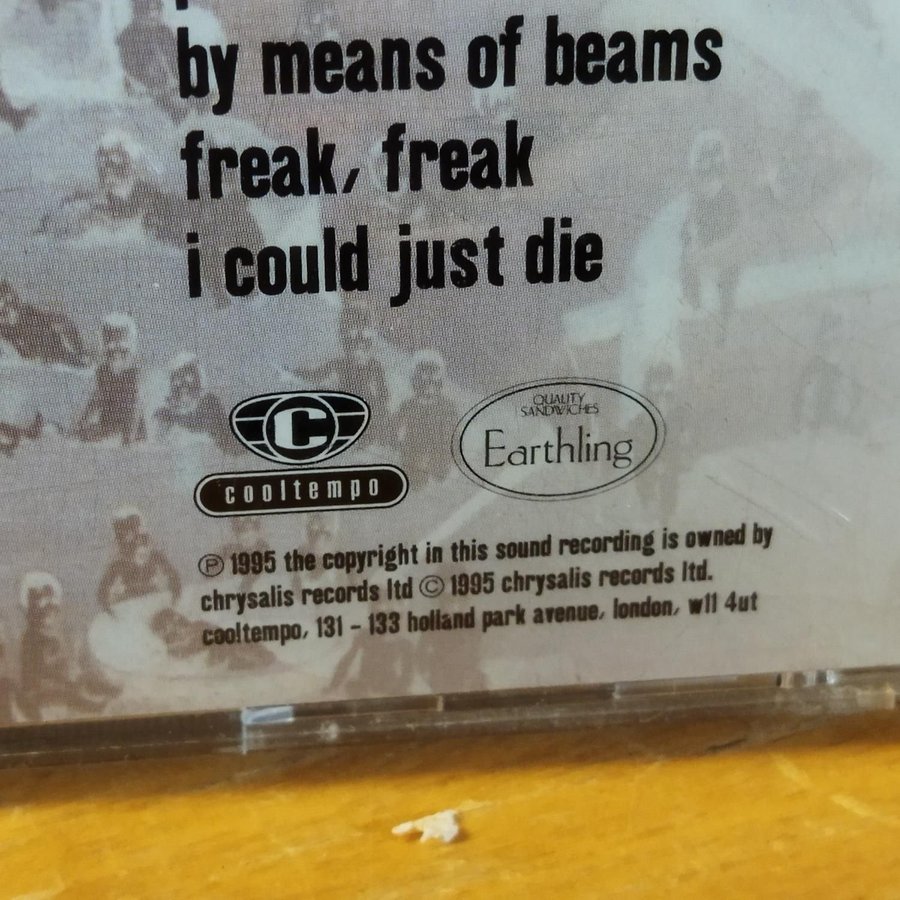 by means of beams
freak, freak
i could just die
C
cooltempo
QUALITY
SANDWICHES
Earthling
Ⓟ 1995 the copyright in this sound recording is owned by
chrysalis records ltd © 1995 chrysalis records ltd.
cooltempo, 131 - 133 holland park avenue, london, w11 4ut